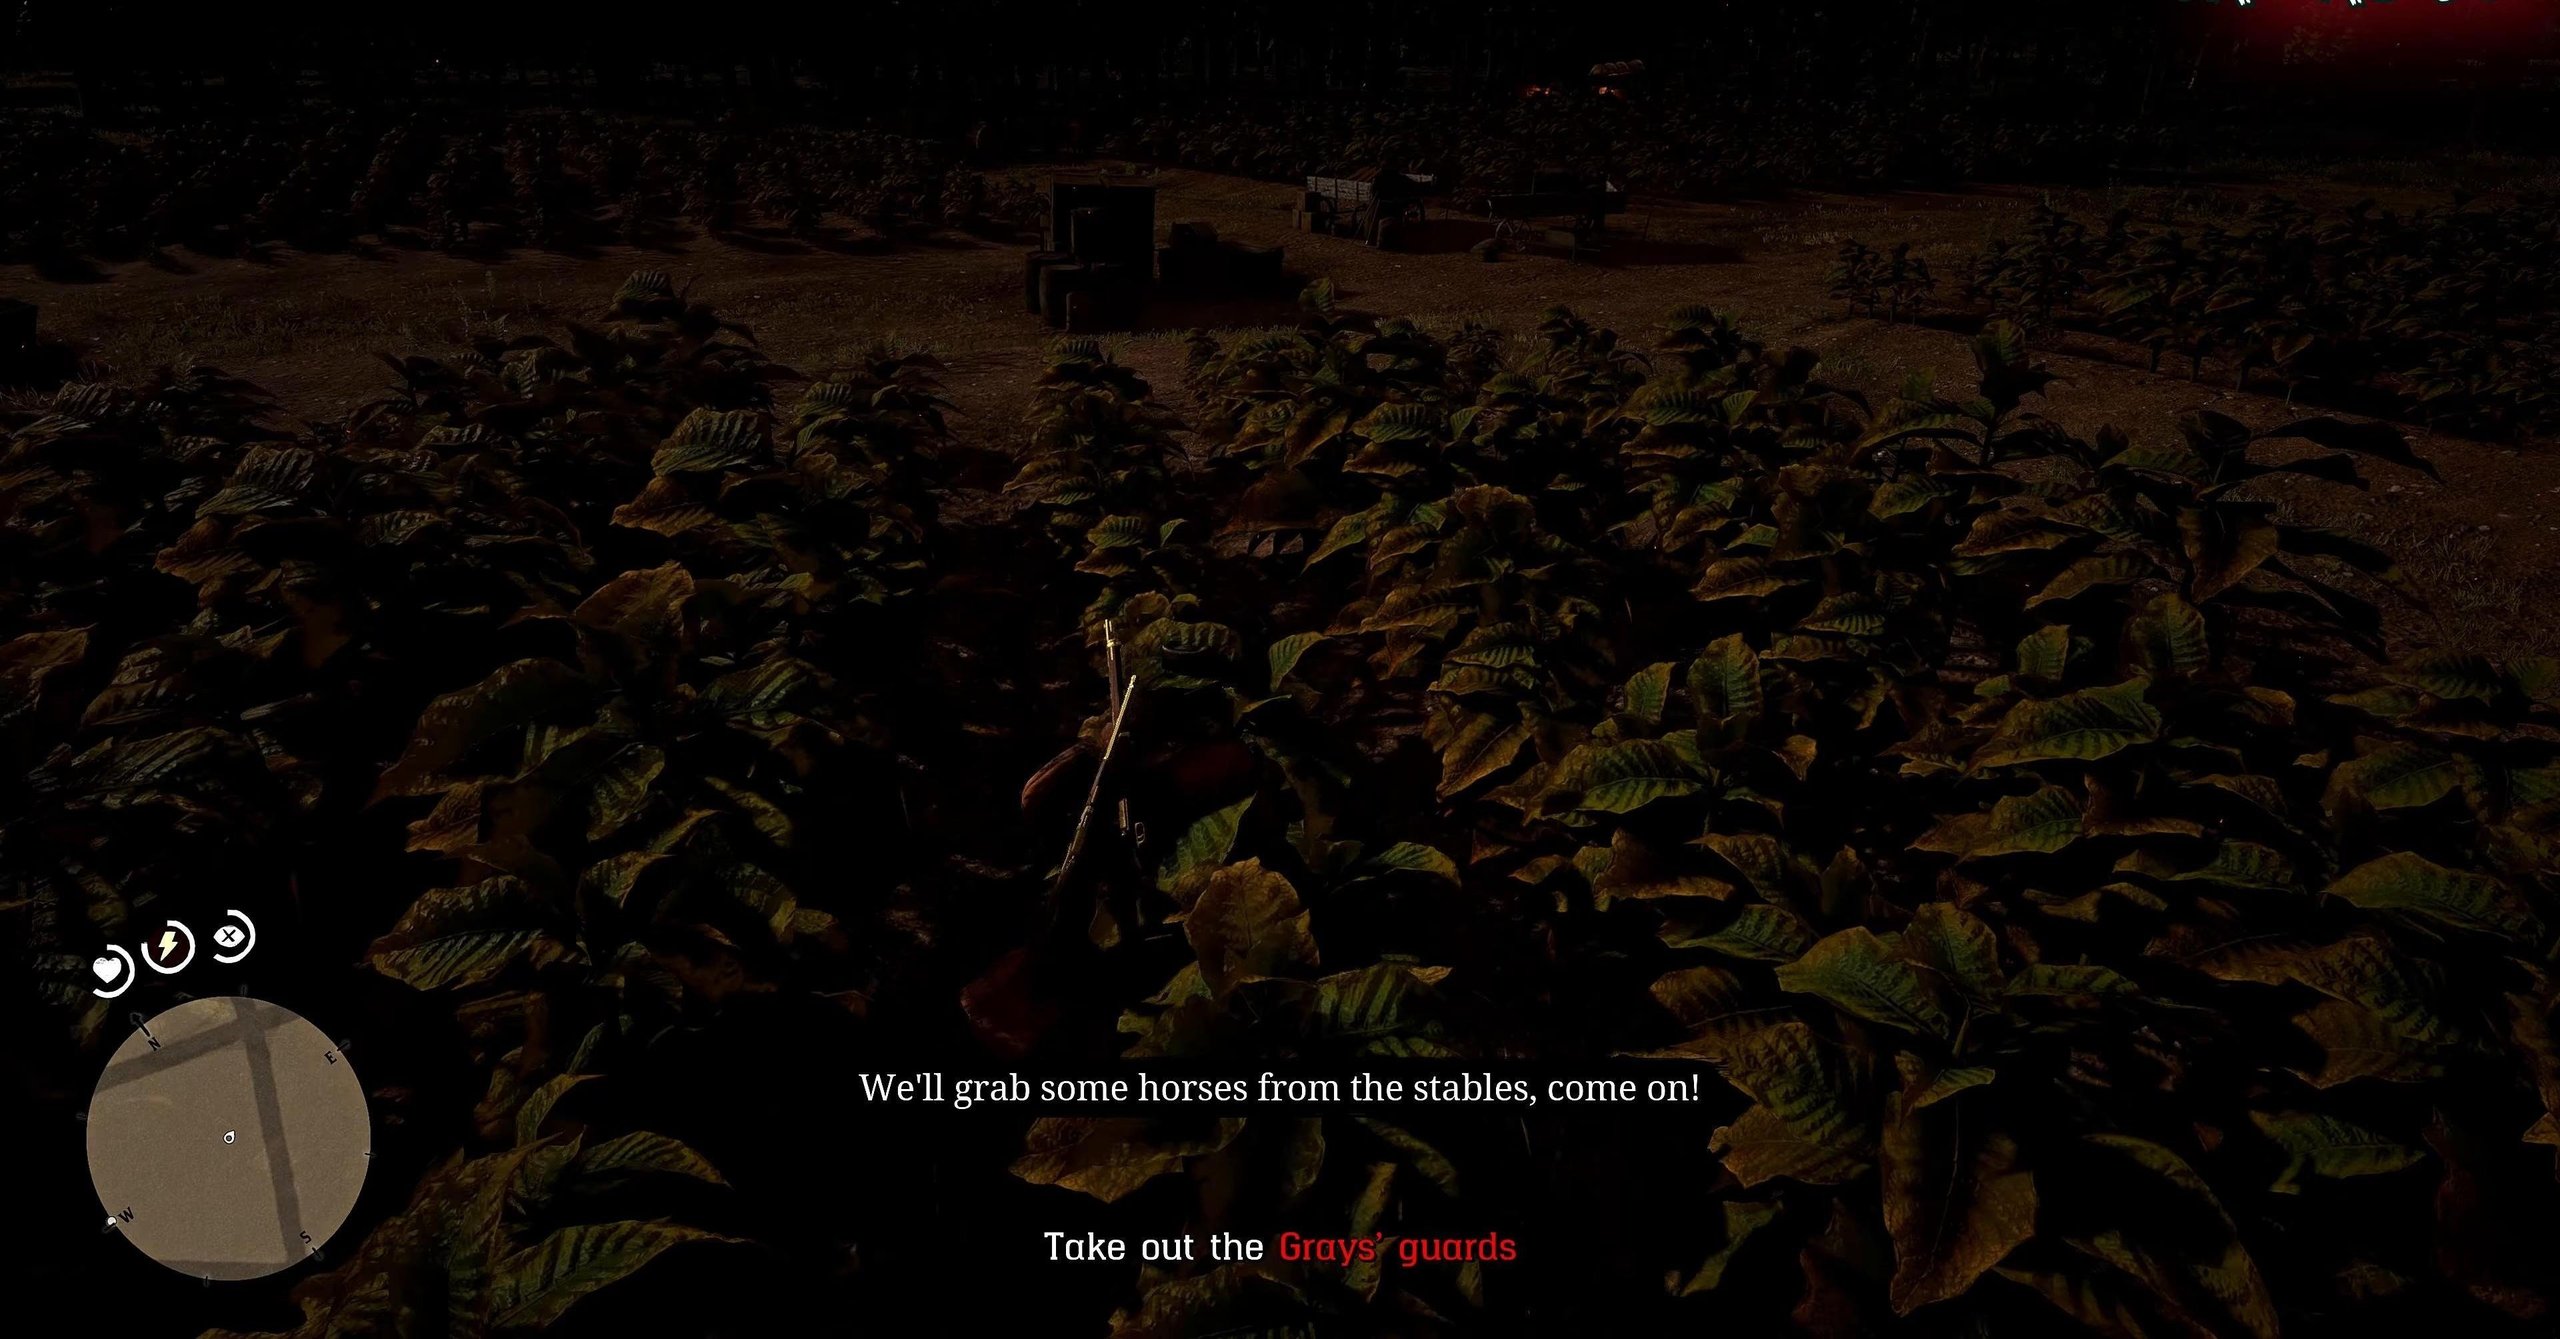 N
E
W
S
We'll grab some horses from the stables, come on!
Take out the Grays' guards